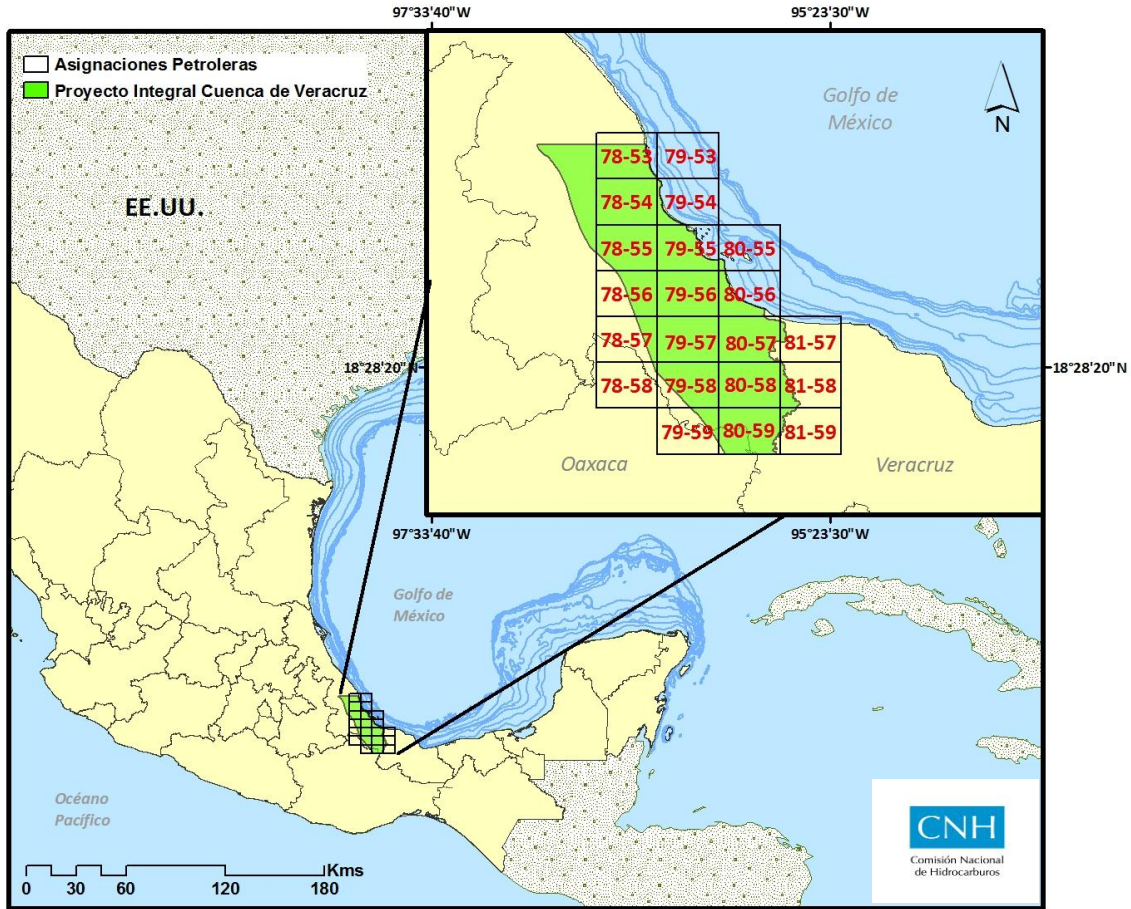 97°33'40"W
95°23'30"W
Asignaciones Petroleras
Proyecto Integral Cuenca de Veracruz
EE.UU.
Golfo de
México
N
78-53 79-53
78-54 79-54
78-55 79-55 80-55
78-56 79-56 80-56
78-57 79-57 80-57 81-57
78-58 79-58 80-58 81-58
79-59 80-59 81-59
Oaxaca
Veracruz
18°28'20"N
18°28'20"N
97°33'40"W
95°23'30"W
Golfo de
México
Océano
Pacífico
Kms
0 30 60 120 180
CNH
Comisión Nacional
de Hidrocarburos